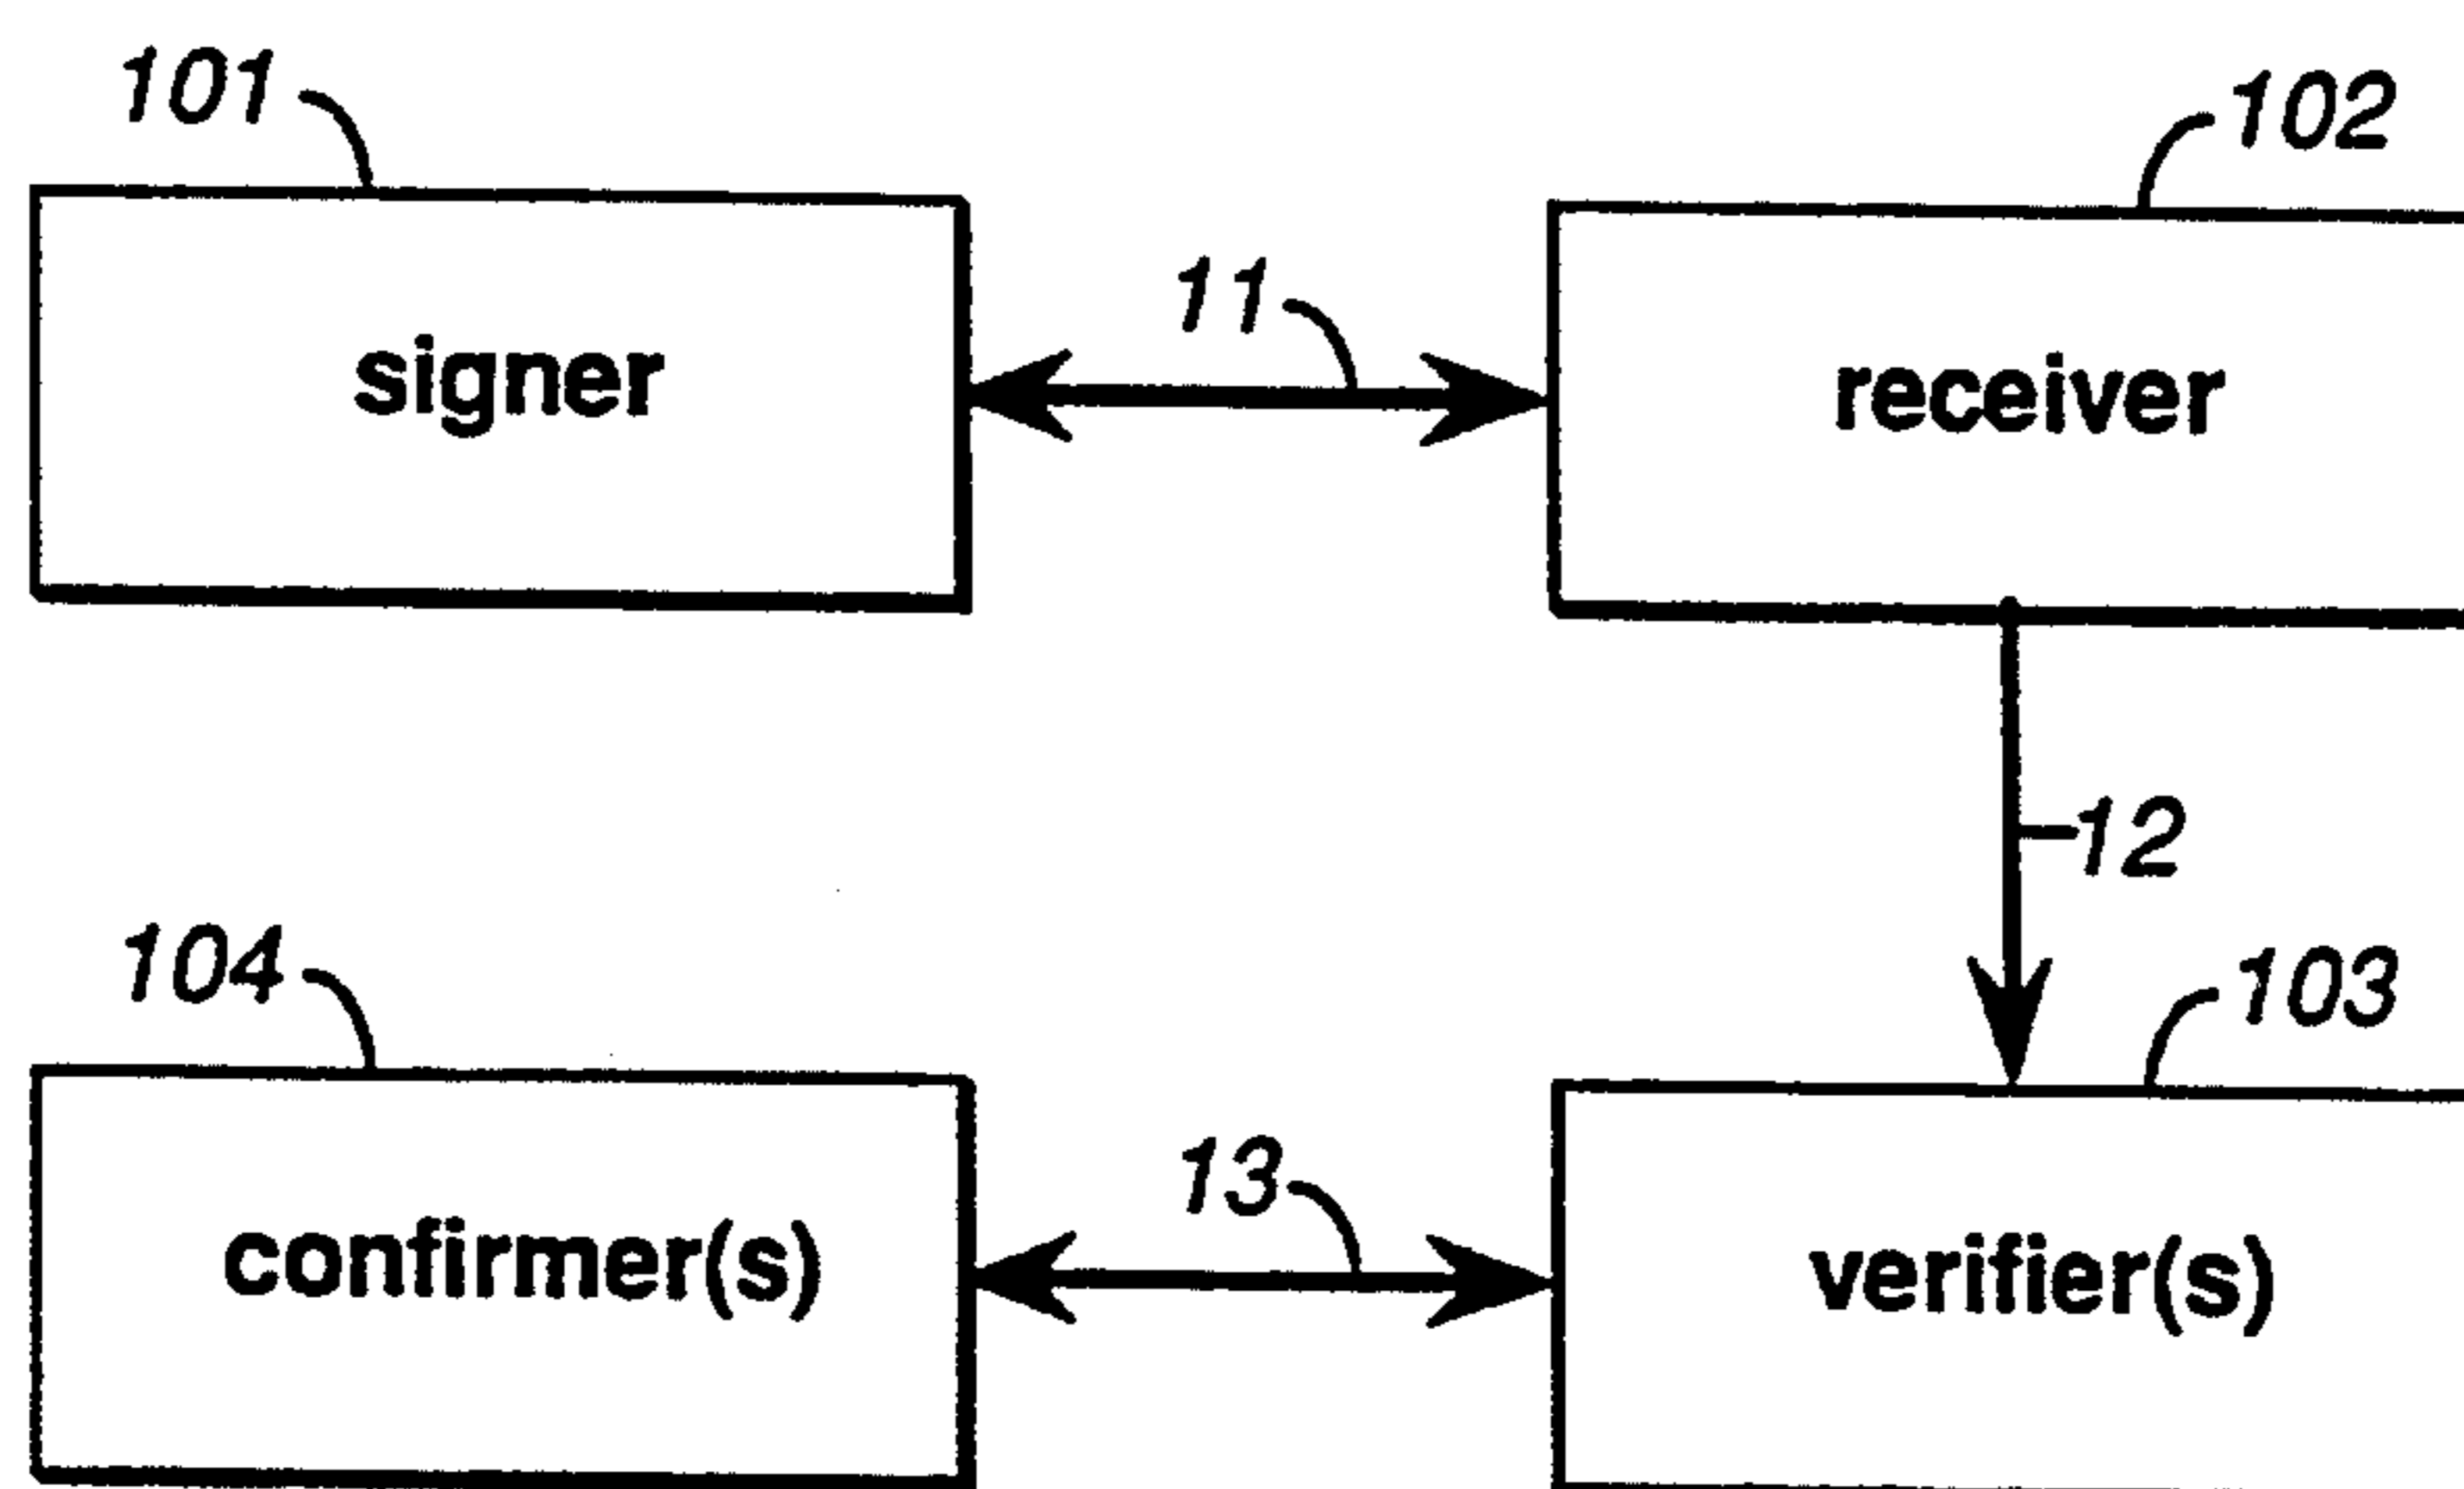 101
102
11
signer
receiver
12
104
103
13
confirmer(s)
verifier(s)